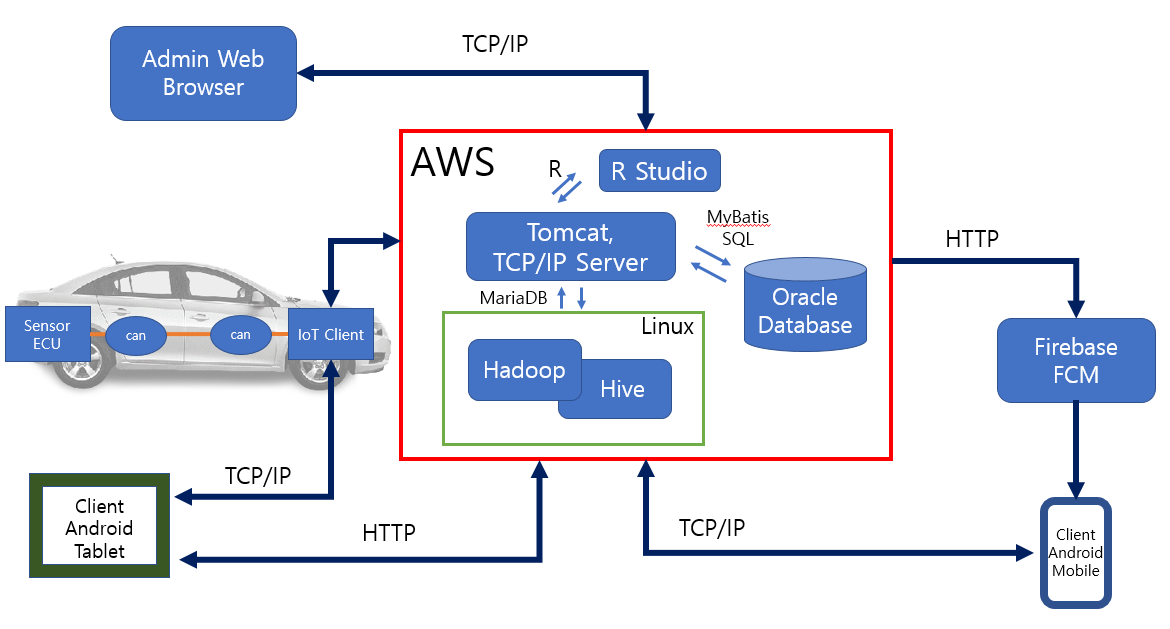 TCP/IP
Admin Web
Browser
AWS
R
R Studio
Tomcat,
TCP/IP Server
MyBatis
SQL
HTTP
MariaDB
Oracle
Database
Linux
Sensor
ECU
can
can
IoT Client
Hadoop
Hive
Firebase
FCM
TCP/IP
Client
Android
Tablet
HTTP
TCP/IP
Client
Android
Mobile